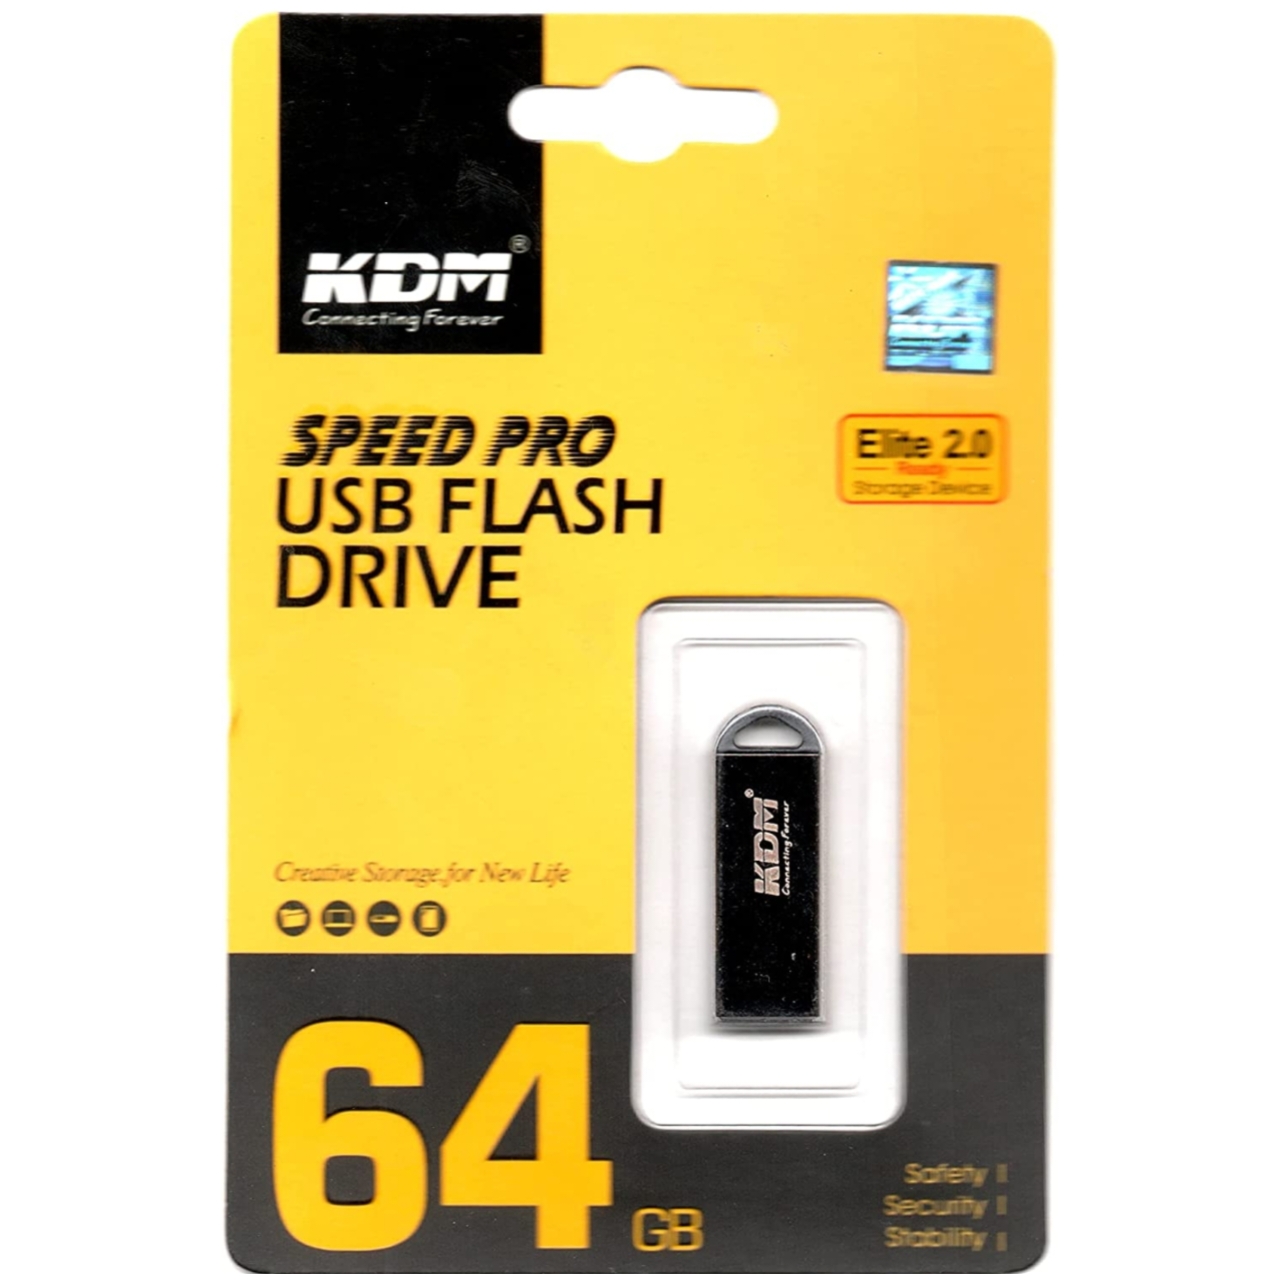 KDM®
Connecting Forever
SPEED PRO
USB FLASH
DRIVE
Elite 2.0
Ready
Storage Device
KDM®
Connecting Forever
Creative Storage,for New Life
64 GB
Safety
Security
Stability